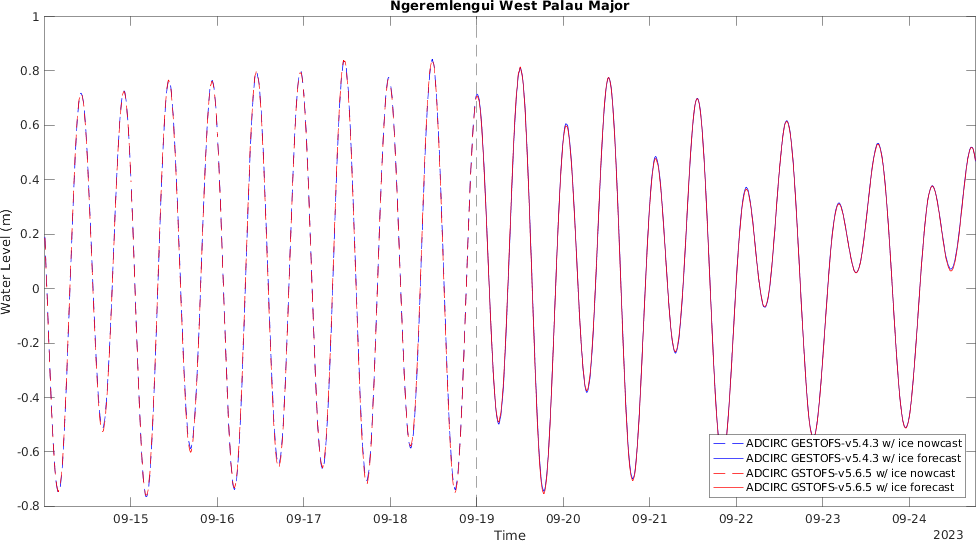 Ngeremlengui West Palau Major
1
0.8
0.6
0.4
0.2
0
-0.2
-0.4
-0.6
-0.8
Water Level (m)
ADCIRC GESTOFS-v5.4.3 w/ ice nowcast
ADCIRC GESTOFS-v5.4.3 w/ ice forecast
ADCIRC GSTOFS-v5.6.5 w/ ice nowcast
ADCIRC GSTOFS-v5.6.5 w/ ice forecast
09-15 09-16 09-17 09-18 09-19 09-20 09-21 09-22 09-23 09-24
Time
2023